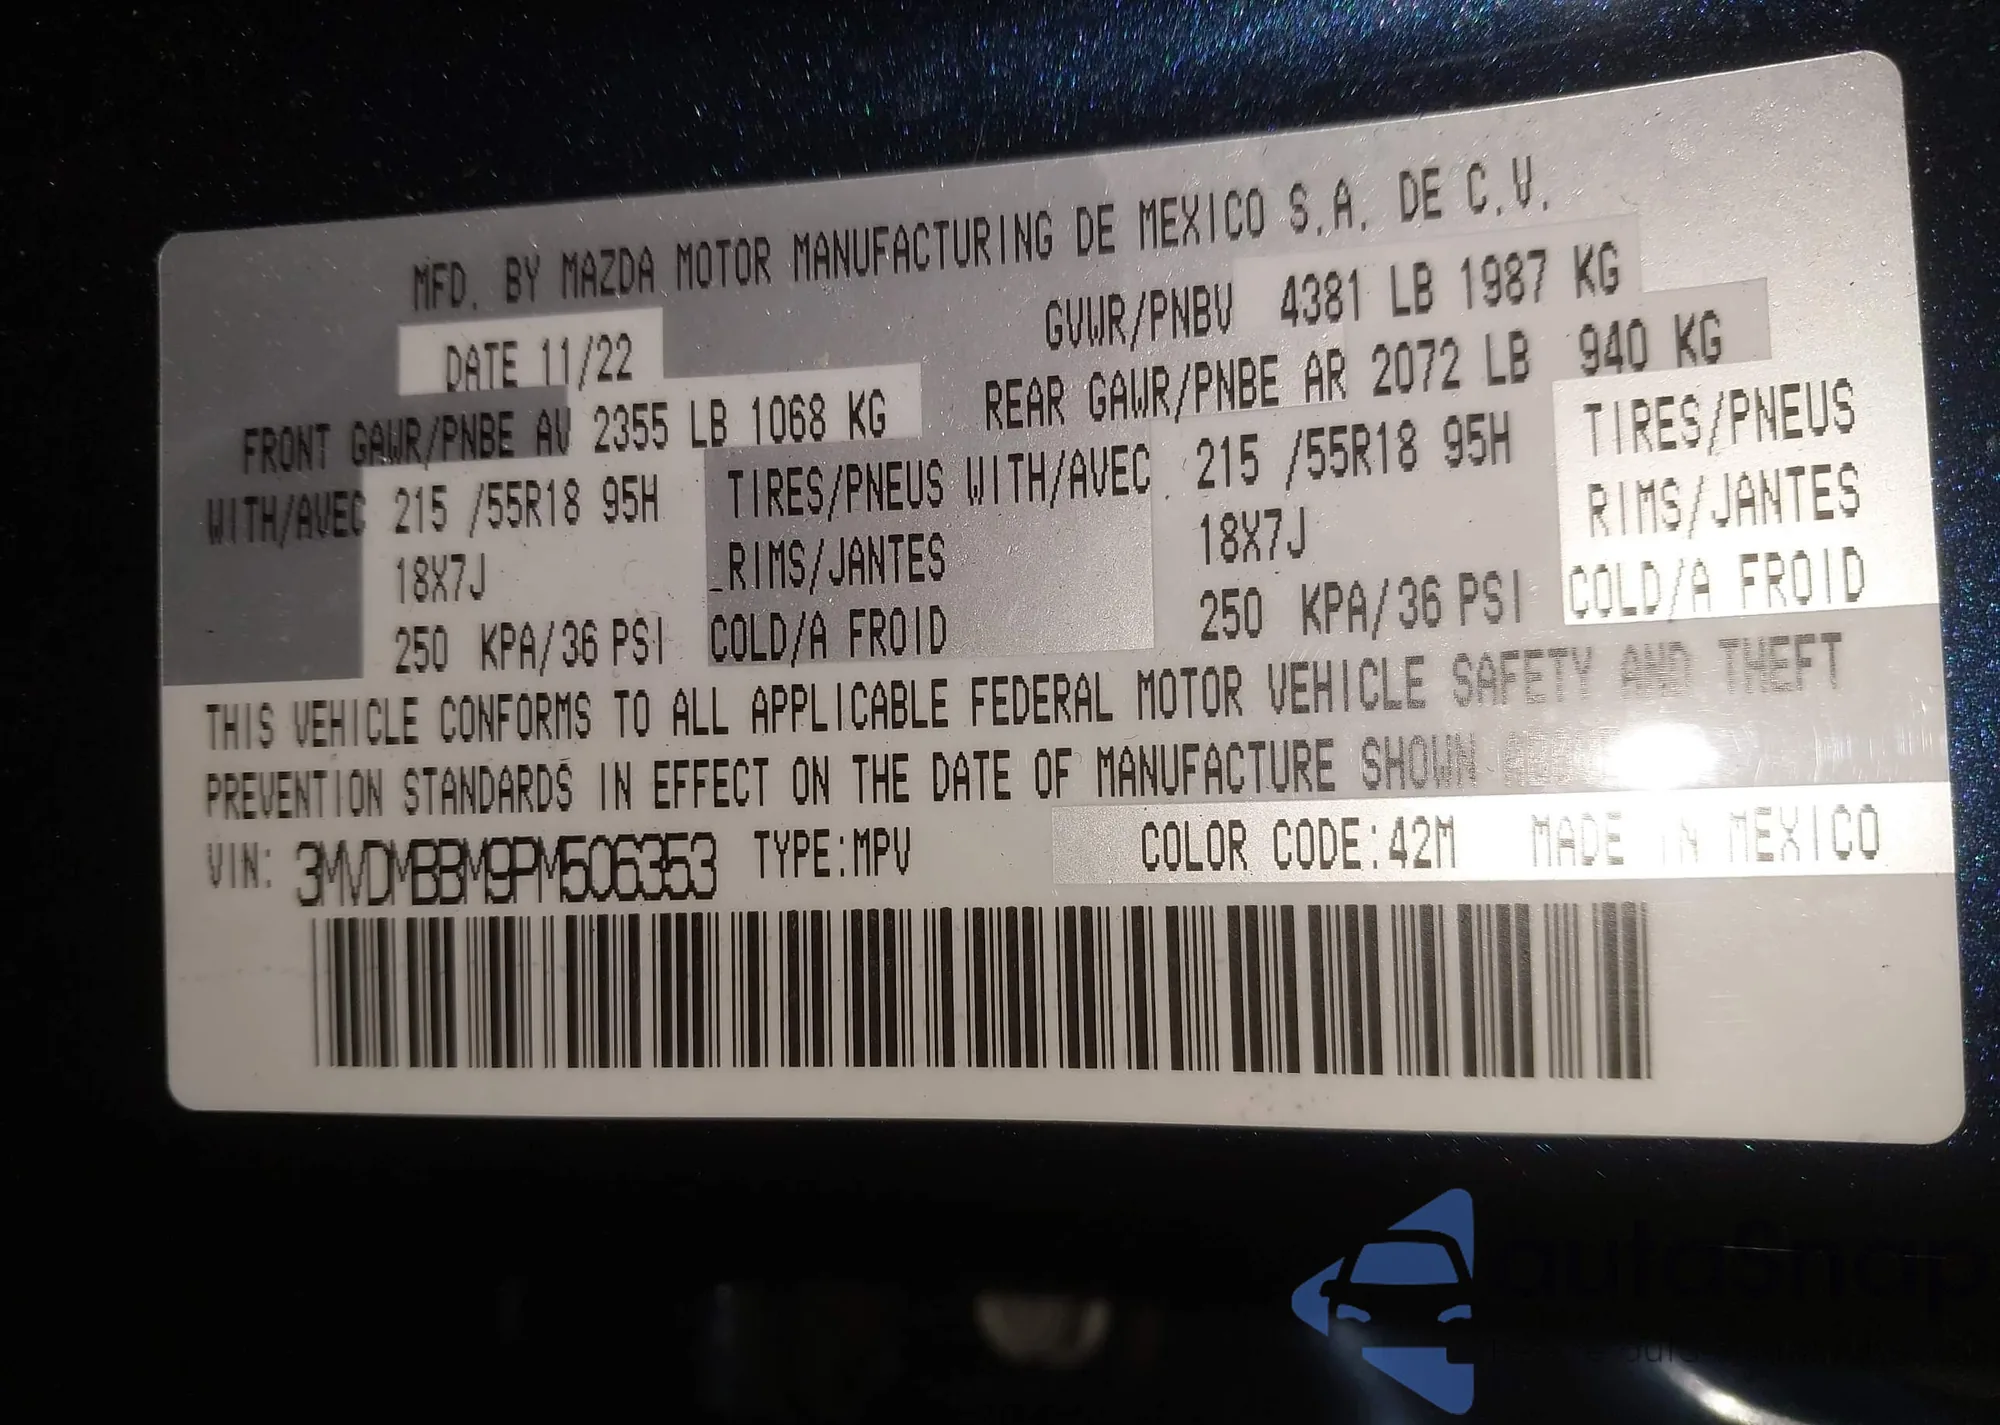 MFD. BY MAZDA MOTOR MANUFACTURING DE MEXICO S.A. DE C.V.
DATE 11/22 GVWR/PNBV 4381 LB 1987 KG
FRONT GAWR/PNBE AV 2355 LB 1068 KG REAR GAWR/PNBE AR 2072 LB 940 KG
WITH/AVEC 215 /55R18 95H TIRES/PNEUS WITH/AVEC 215 /55R18 95H TIRES/PNEUS
18X7J RIMS/JANTES 18X7J RIMS/JANTES
250 KPA/36 PSI COLD/A FROID 250 KPA/36 PSI COLD/A FROID
THIS VEHICLE CONFORMS TO ALL APPLICABLE FEDERAL MOTOR VEHICLE SAFETY AND THEFT
PREVENTION STANDARDS IN EFFECT ON THE DATE OF MANUFACTURE SHOWN
VIN: 3MVDMBBM9PM506353 TYPE:MPV COLOR CODE:42M MADE IN MEXICO
autosnap